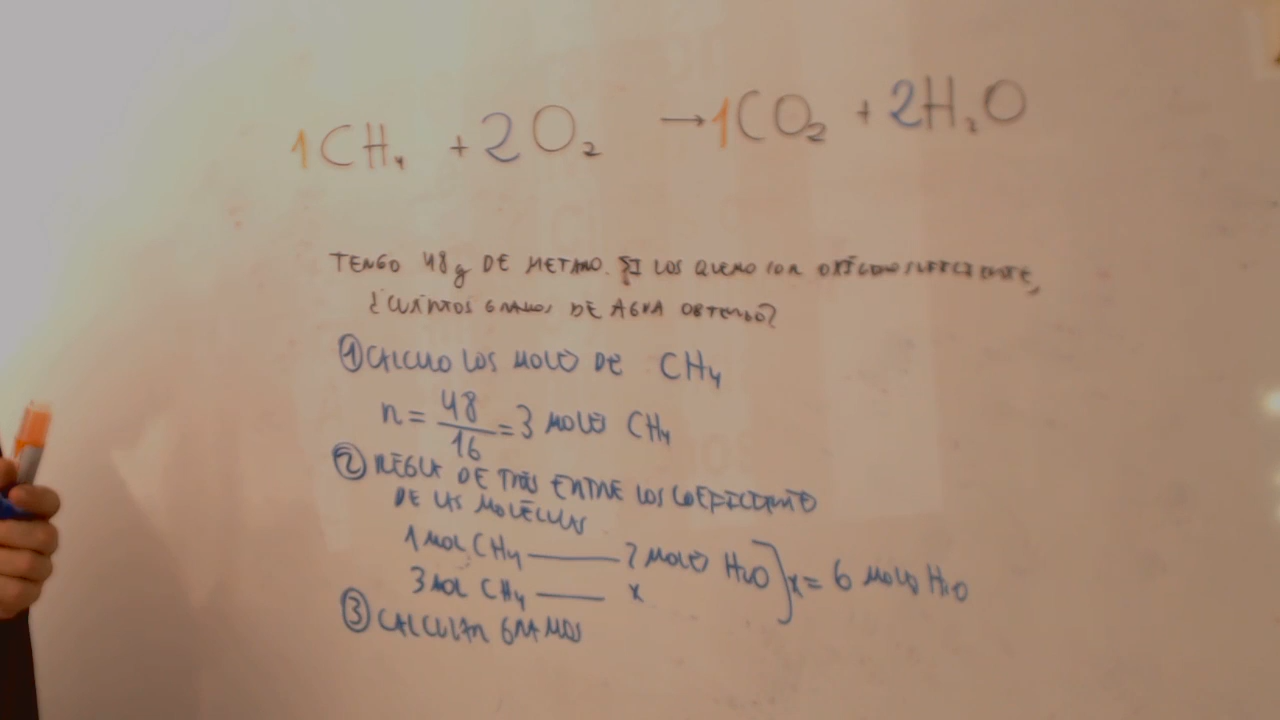 1CH₄ + 2O₂ → 1CO₂ + 2H₂O
TENGO 48g DE METANO. SI LOS QUEMO CON OXÍGENO SUFICIENTE,
¿CUÁNTOS GRAMOS DE AGUA OBTENGO?
① CALCULO LOS MOLES DE CH₄
n = 48/16 = 3 MOLES CH₄
② REGLA DE TRES ENTRE LOS COEFICIENTES
DE LAS MOLÉCULAS
1 MOL CH₄ ——— 2 MOLES H₂O
3 MOL CH₄ —— x ] x = 6 MOLES H₂O
③ CALCULAR GRAMOS